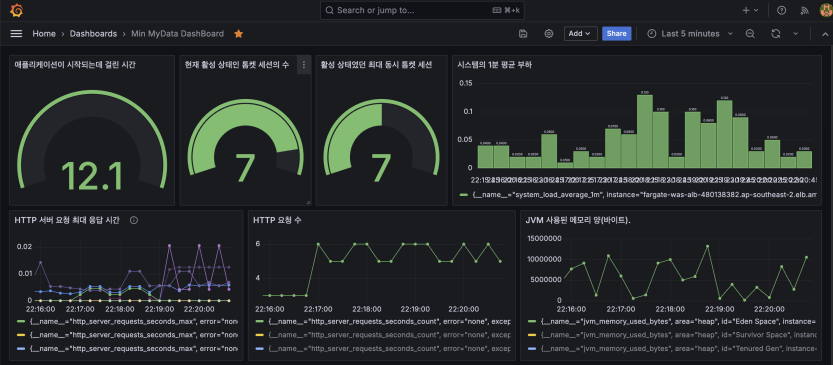 Search or jump to...
⌘+k
Home > Dashboards > Min MyData DashBoard
Add
Share
Last 5 minutes
애플리케이션이 시작되는데 걸린 시간
12.1
현재 활성 상태인 톰켓 세션의 수
7
활성 상태였던 최대 동시 톰켓 세션
7
시스템의 1분 평균 부하
0.15
0.1
0.05
0
{__name__="system_load_average_1m", instance="fargate-was-alb-480138382.ap-southeast-2.elb.am
HTTP 서버 요청 최대 응답 시간
0.02
0.01
0
22:16:00 22:17:00 22:18:00 22:19:00 22:20:00
{__name__="http_server_requests_seconds_max", error="none
{__name__="http_server_requests_seconds_max", error="none
{__name__="http_server_requests_seconds_max", error="none
HTTP 요청 수
6
4
22:16:00 22:17:00 22:18:00 22:19:00 22:20:00
{__name__="http_server_requests_seconds_count", error="none", excep
{__name__="http_server_requests_seconds_count", error="none", excep
{__name__="http_server_requests_seconds_count", error="none", excep
JVM 사용된 메모리 양(바이트).
15000000
10000000
5000000
0
22:16:00 22:17:00 22:18:00 22:19:00 22:20:00
{__name__="jvm_memory_used_bytes", area="heap", id="Eden Space", instance=
{__name__="jvm_memory_used_bytes", area="heap", id="Survivor Space", instance=
{__name__="jvm_memory_used_bytes", area="heap", id="Tenured Gen", instance=